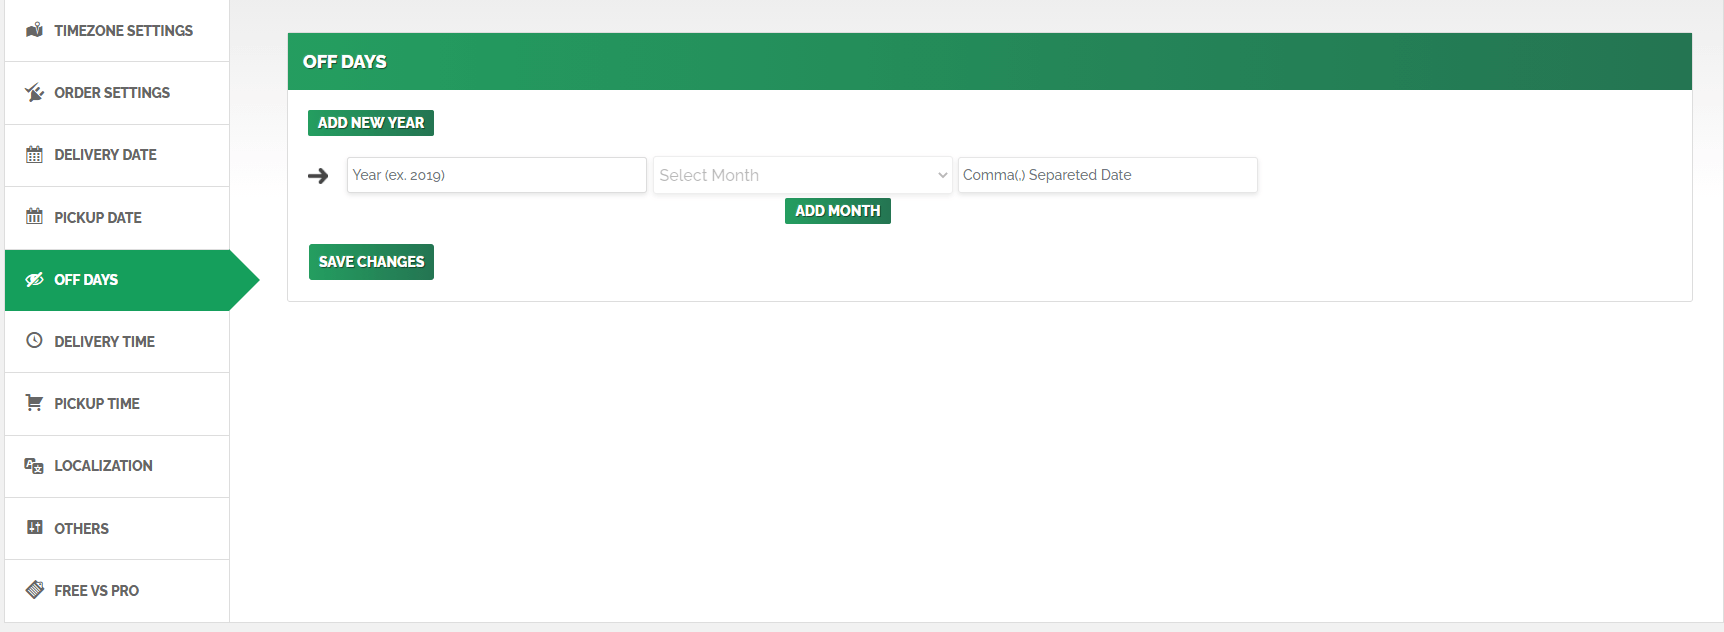 TIMEZONE SETTINGS
ORDER SETTINGS
DELIVERY DATE
PICKUP DATE
OFF DAYS
DELIVERY TIME
PICKUP TIME
LOCALIZATION
OTHERS
FREE VS PRO
OFF DAYS
ADD NEW YEAR
Year (ex. 2019) Select Month Comma(,) Separeted Date
ADD MONTH
SAVE CHANGES